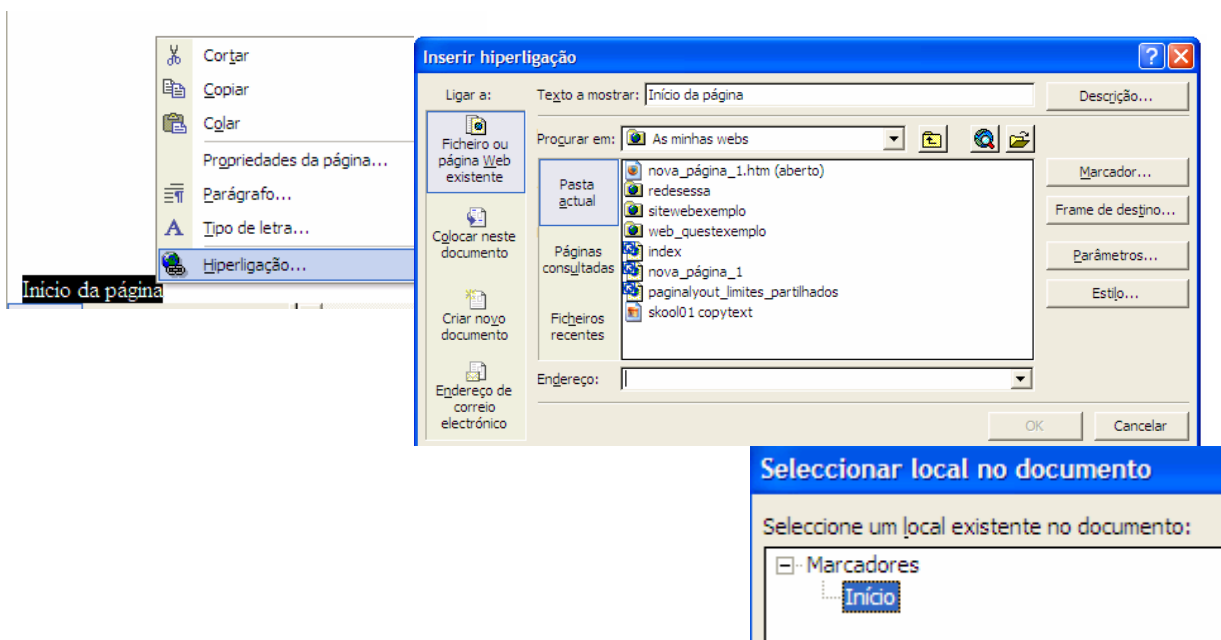 Cortar
Copiar
Colar
Propriedades da página...
Parágrafo...
Tipo de letra...
Hiperligação...
Início da página
Inserir hiperligação
Ligar a:
Texto a mostrar:
Início da página
Descrição...
Ficheiro ou
página Web
existente
Colocar neste
documento
Criar novo
documento
Endereço de
correio
electrónico
Procurar em:
As minhas webs
Pasta
actual
Páginas
consultadas
Ficheiros
recentes
nova_página_1.htm (aberto)
redesessa
sitewebexemplo
web_questexemplo
index
nova_página_1
paginalyout_limites_partilhados
skool01 copytext
Marcador...
Frame de destino...
Parâmetros...
Estilo...
Endereço:
OK
Cancelar
Seleccionar local no documento
Seleccione um local existente no documento:
Marcadores
Início